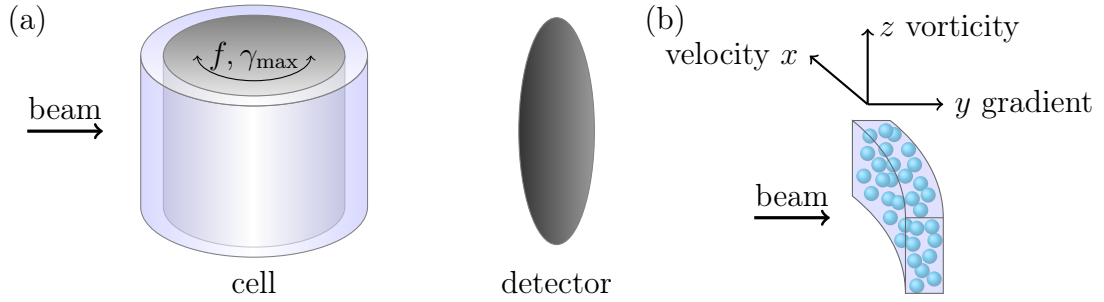 (a)
f, γmax
beam
cell
detector
(b)
z vorticity
velocity x
y gradient
beam